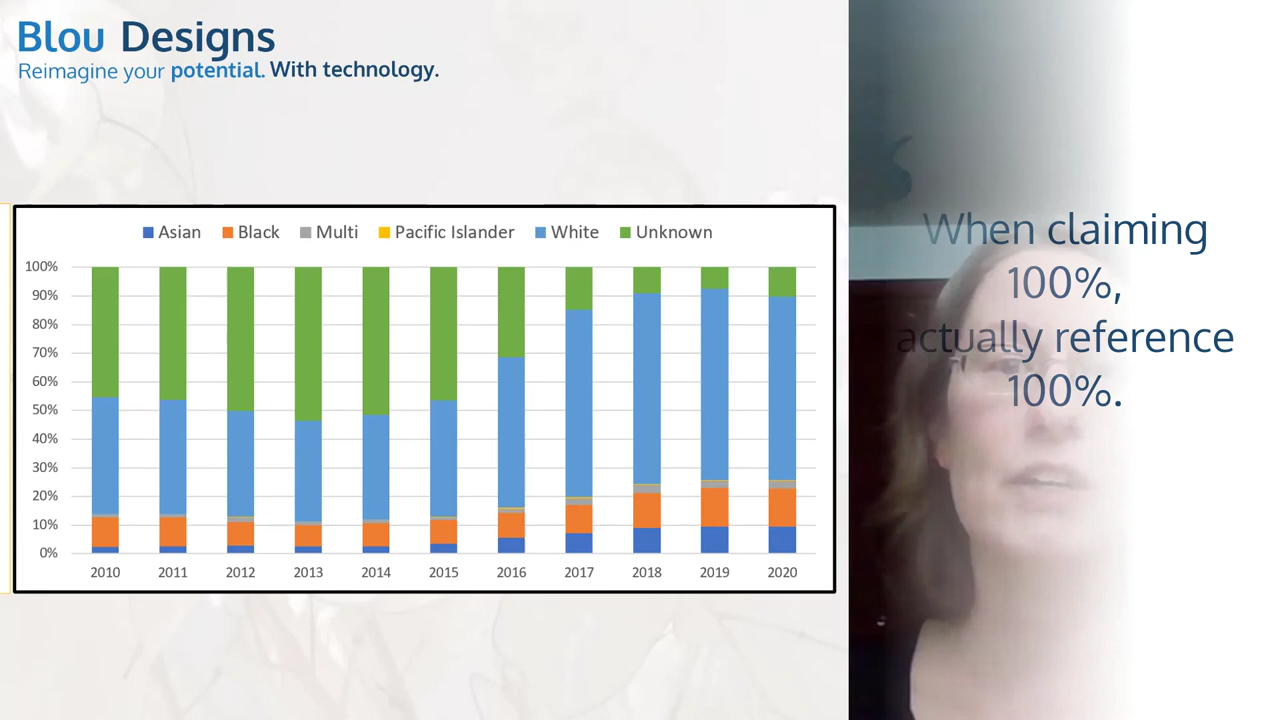 Blou Designs
Reimagine your potential. With technology.
Asian Black Multi Pacific Islander White Unknown
100%
90%
80%
70%
60%
50%
40%
30%
20%
10%
0%
2010 2011 2012 2013 2014 2015 2016 2017 2018 2019 2020
When claiming
100%,
actually reference
100%.